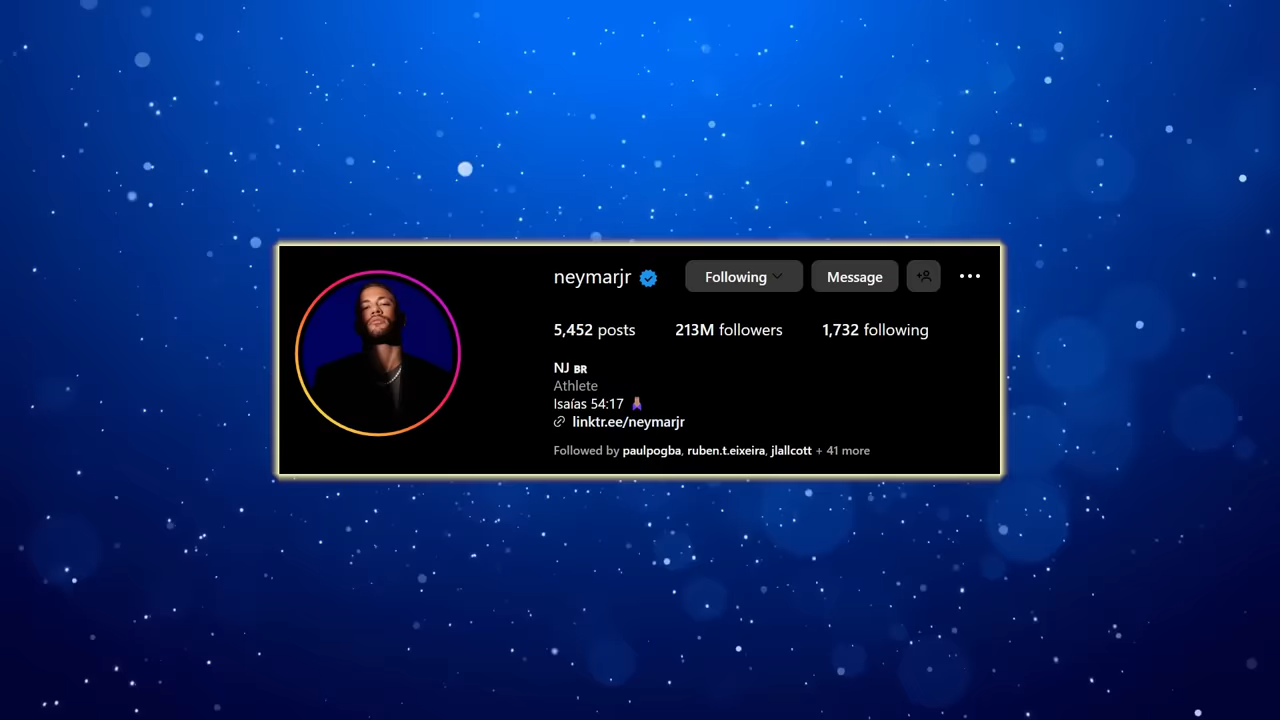 neymarjr Following Message
5,452 posts 213M followers 1,732 following
NJ BR
Athlete
Isaías 54:17
linktr.ee/neymarjr
Followed by paulpogba, ruben.t.eixeira, jlallcott + 41 more